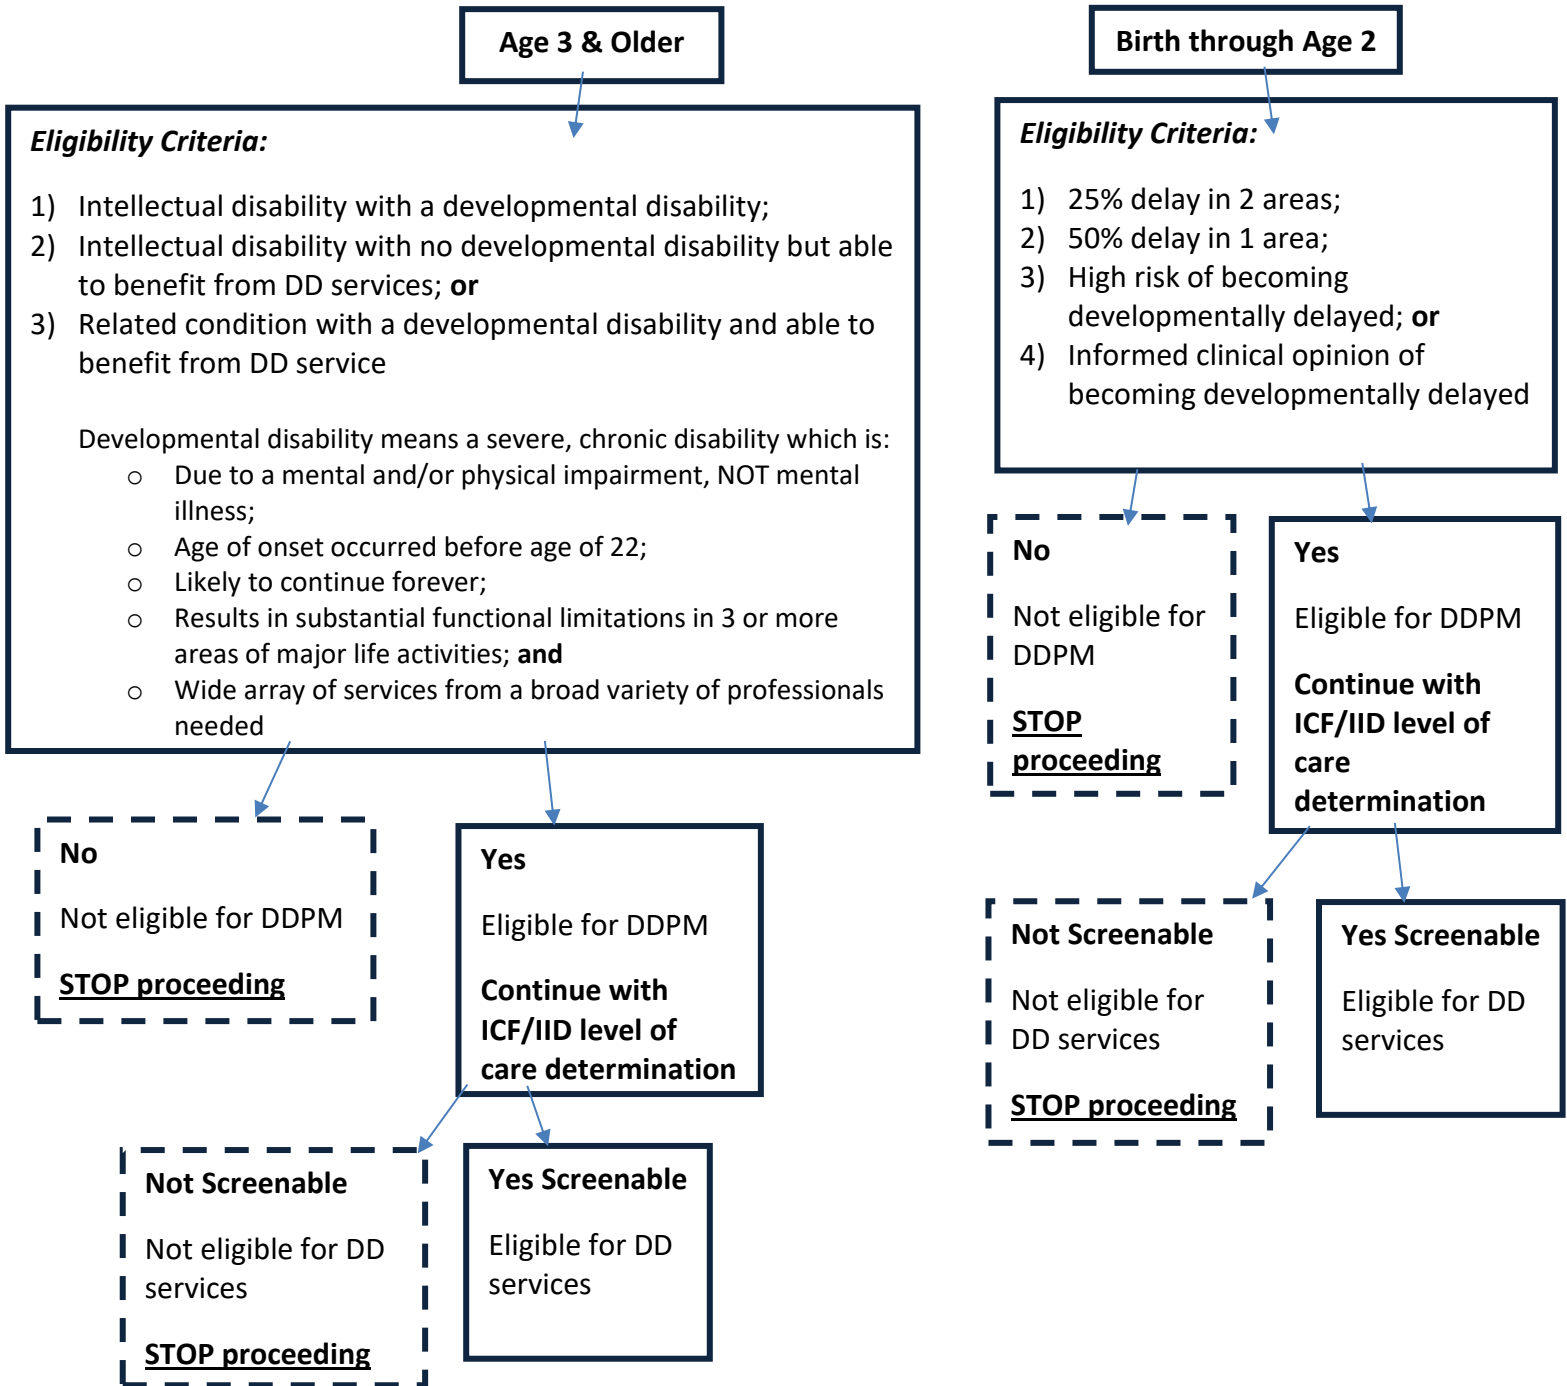 Age 3 & Older
Eligibility Criteria:
1) Intellectual disability with a developmental disability;
2) Intellectual disability with no developmental disability but able
to benefit from DD services; or
3) Related condition with a developmental disability and able to
benefit from DD service
Developmental disability means a severe, chronic disability which is:
o Due to a mental and/or physical impairment, NOT mental
illness;
o Age of onset occurred before age of 22;
o Likely to continue forever;
o Results in substantial functional limitations in 3 or more
areas of major life activities; and
o Wide array of services from a broad variety of professionals
needed
No
Not eligible for DDPM
STOP proceeding
Yes
Eligible for DDPM
Continue with
ICF/IID level of
care determination
Not Screenable
Not eligible for DD
services
STOP proceeding
Yes Screenable
Eligible for DD
services
Birth through Age 2
Eligibility Criteria:
1) 25% delay in 2 areas;
2) 50% delay in 1 area;
3) High risk of becoming
developmentally delayed; or
4) Informed clinical opinion of
becoming developmentally delayed
No
Not eligible for
DDPM
STOP
proceeding
Yes
Eligible for DDPM
Continue with
ICF/IID level of
care
determination
Not Screenable
Not eligible for
DD services
STOP proceeding
Yes Screenable
Eligible for DD
services